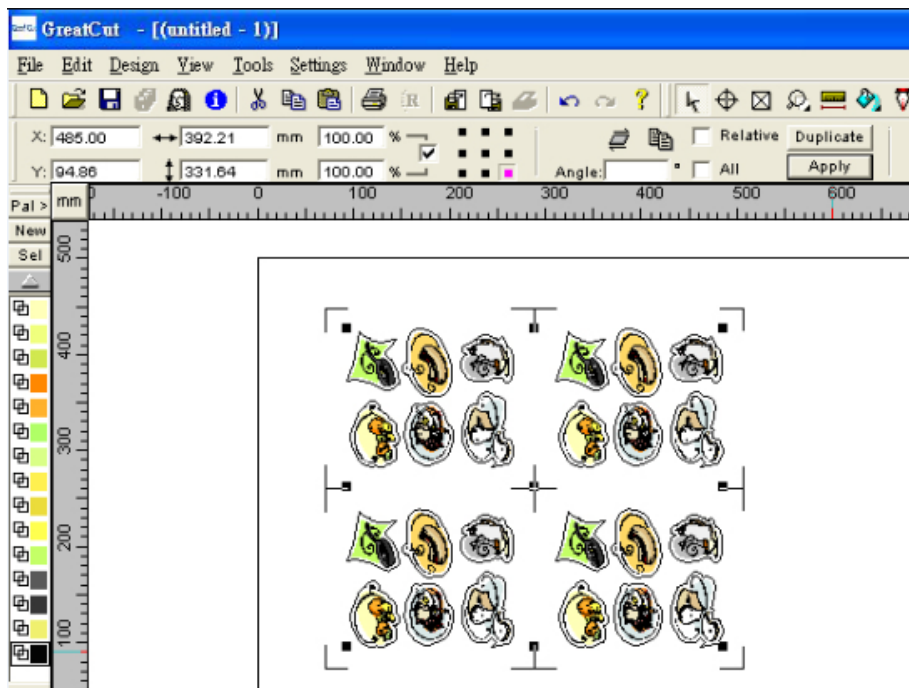 GreatCut - [(untitled - 1)]
File Edit Design View Tools Settings Window Help
X: 485.00 392.21 mm 100.00 % Relative Duplicate
Y: 94.86 331.64 mm 100.00 % Angle: ° All Apply
Pal > mm -100 0 100 200 300 400 500 600
New
Sel
500
400
300
200
100